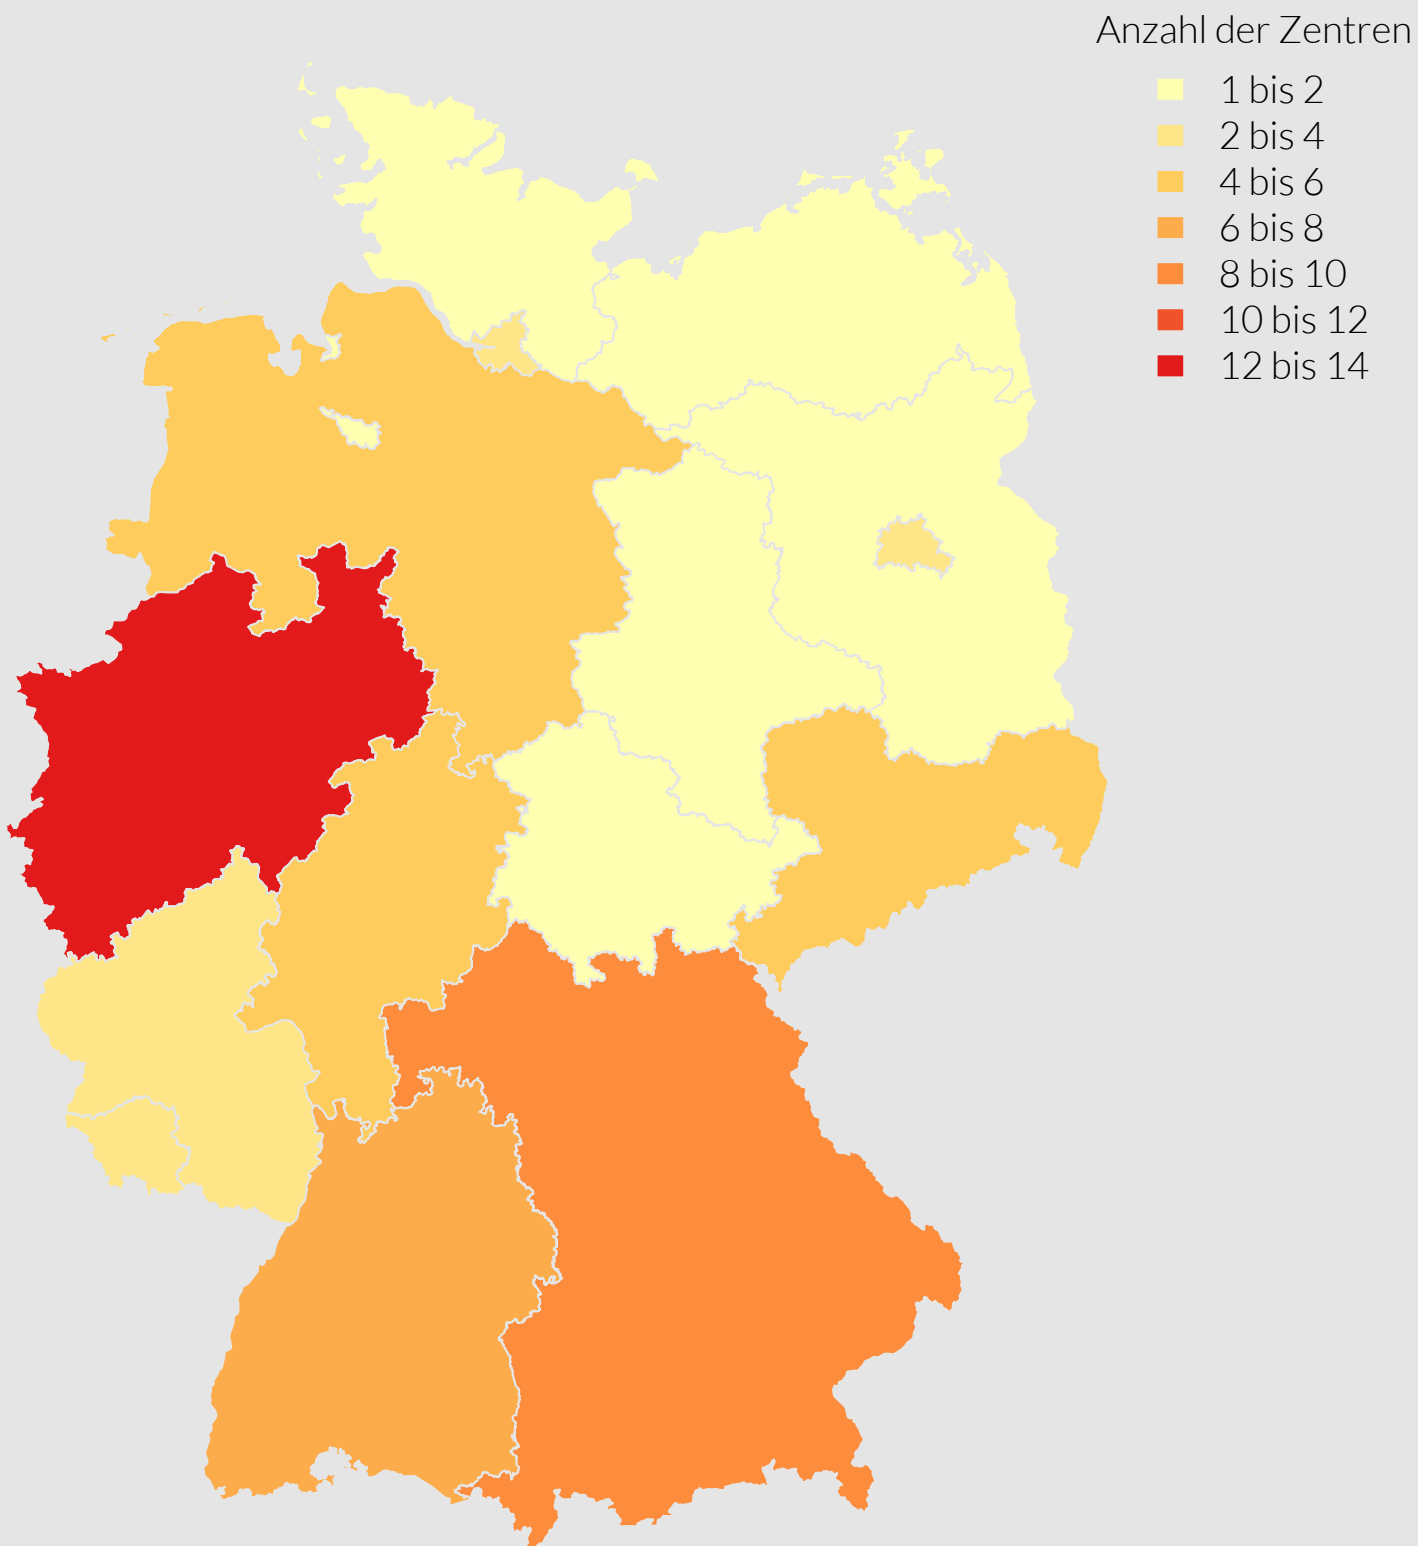 Anzahl der Zentren
1 bis 2
2 bis 4
4 bis 6
6 bis 8
8 bis 10
10 bis 12
12 bis 14